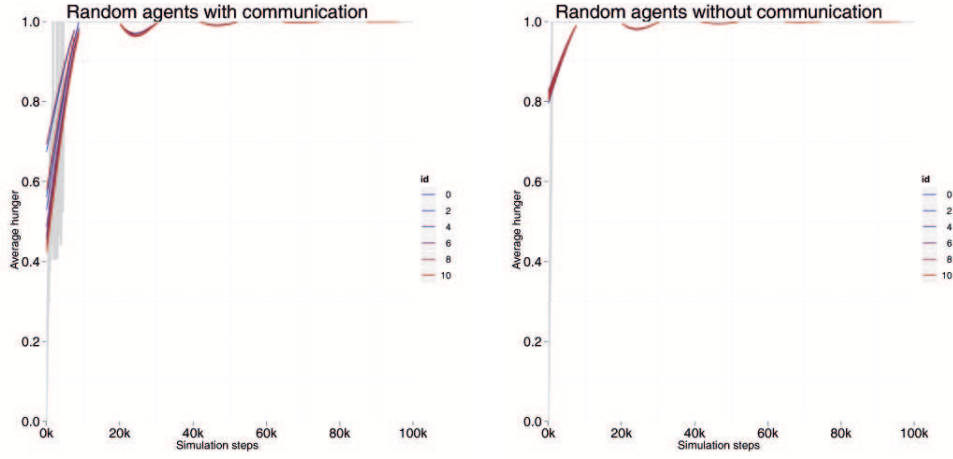 Random agents with communication
1.0
0.8
0.6
0.4
0.2
0.0
Average hunger
0k
20k
40k
60k
80k
100k
Simulation steps
id
0
2
4
6
8
10
Random agents without communication
1.0
0.8
0.6
0.4
0.2
0.0
Average hunger
0k
20k
40k
60k
80k
100k
Simulation steps
id
0
2
4
6
8
10